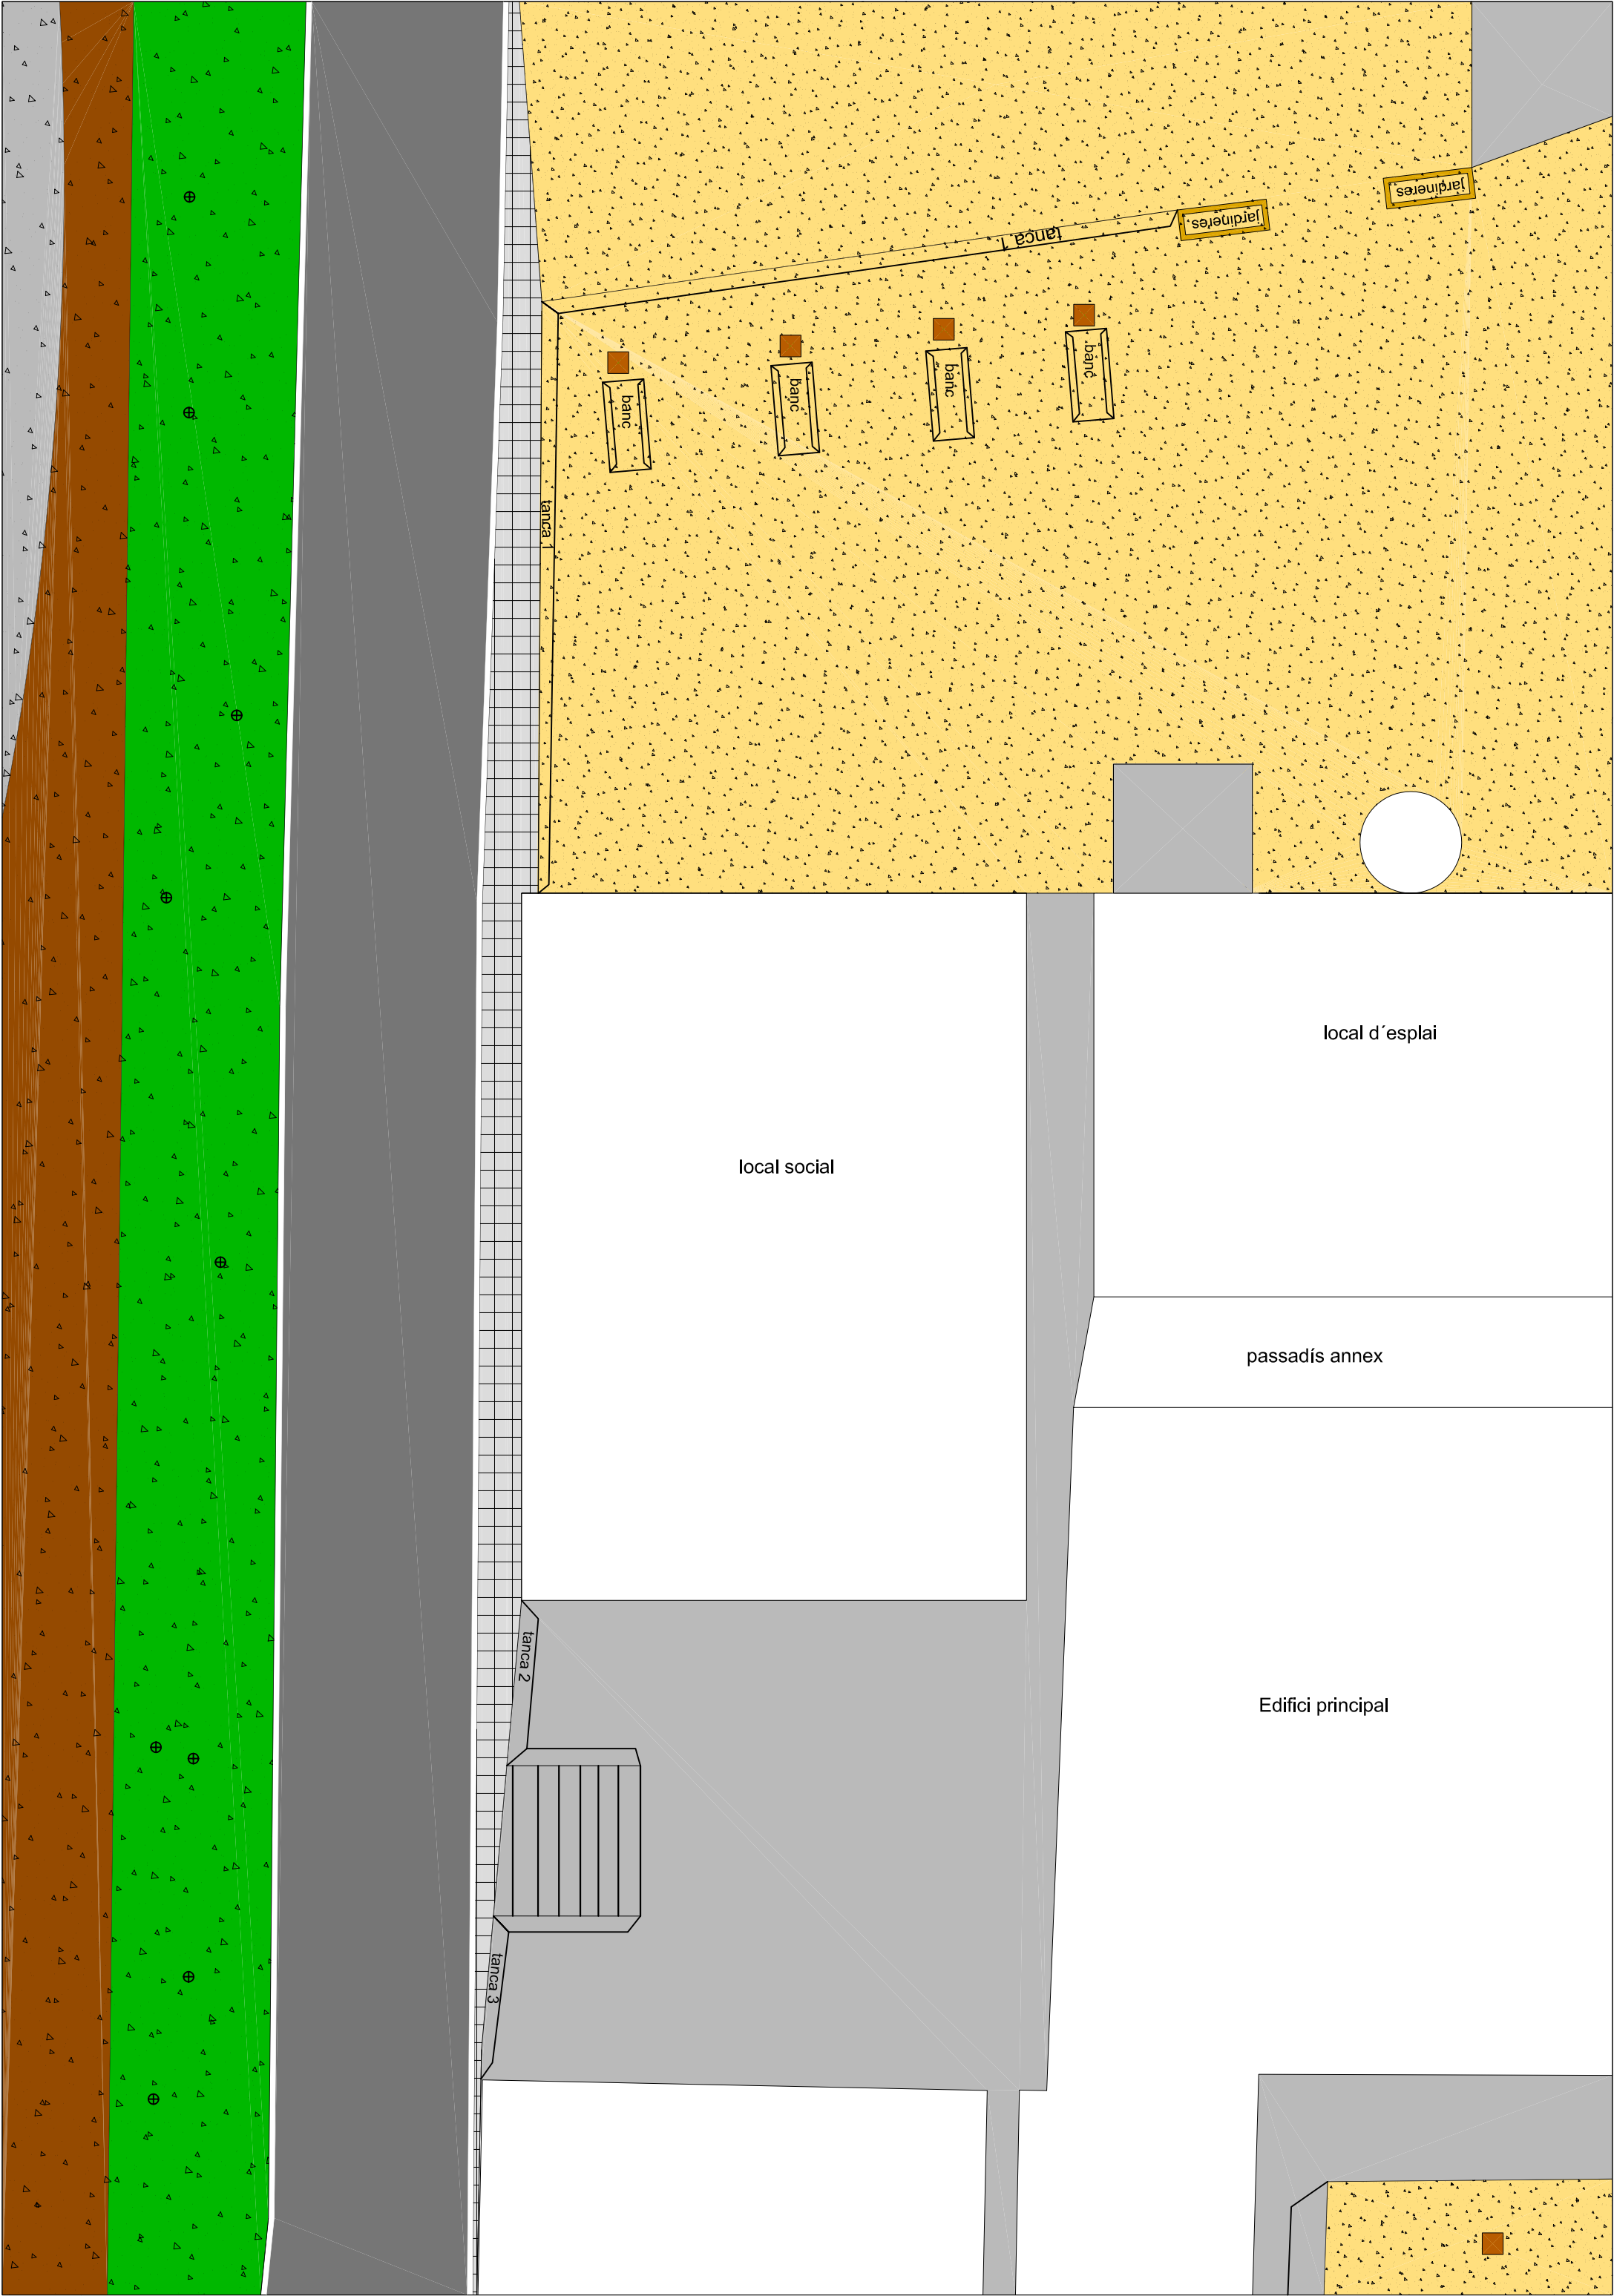 jardineres
jardineres
tanca 1
banc
banc
banc
banc
tanca 1
local d´esplai
local social
passadís annex
tanca 2
Edifici principal
tanca 3